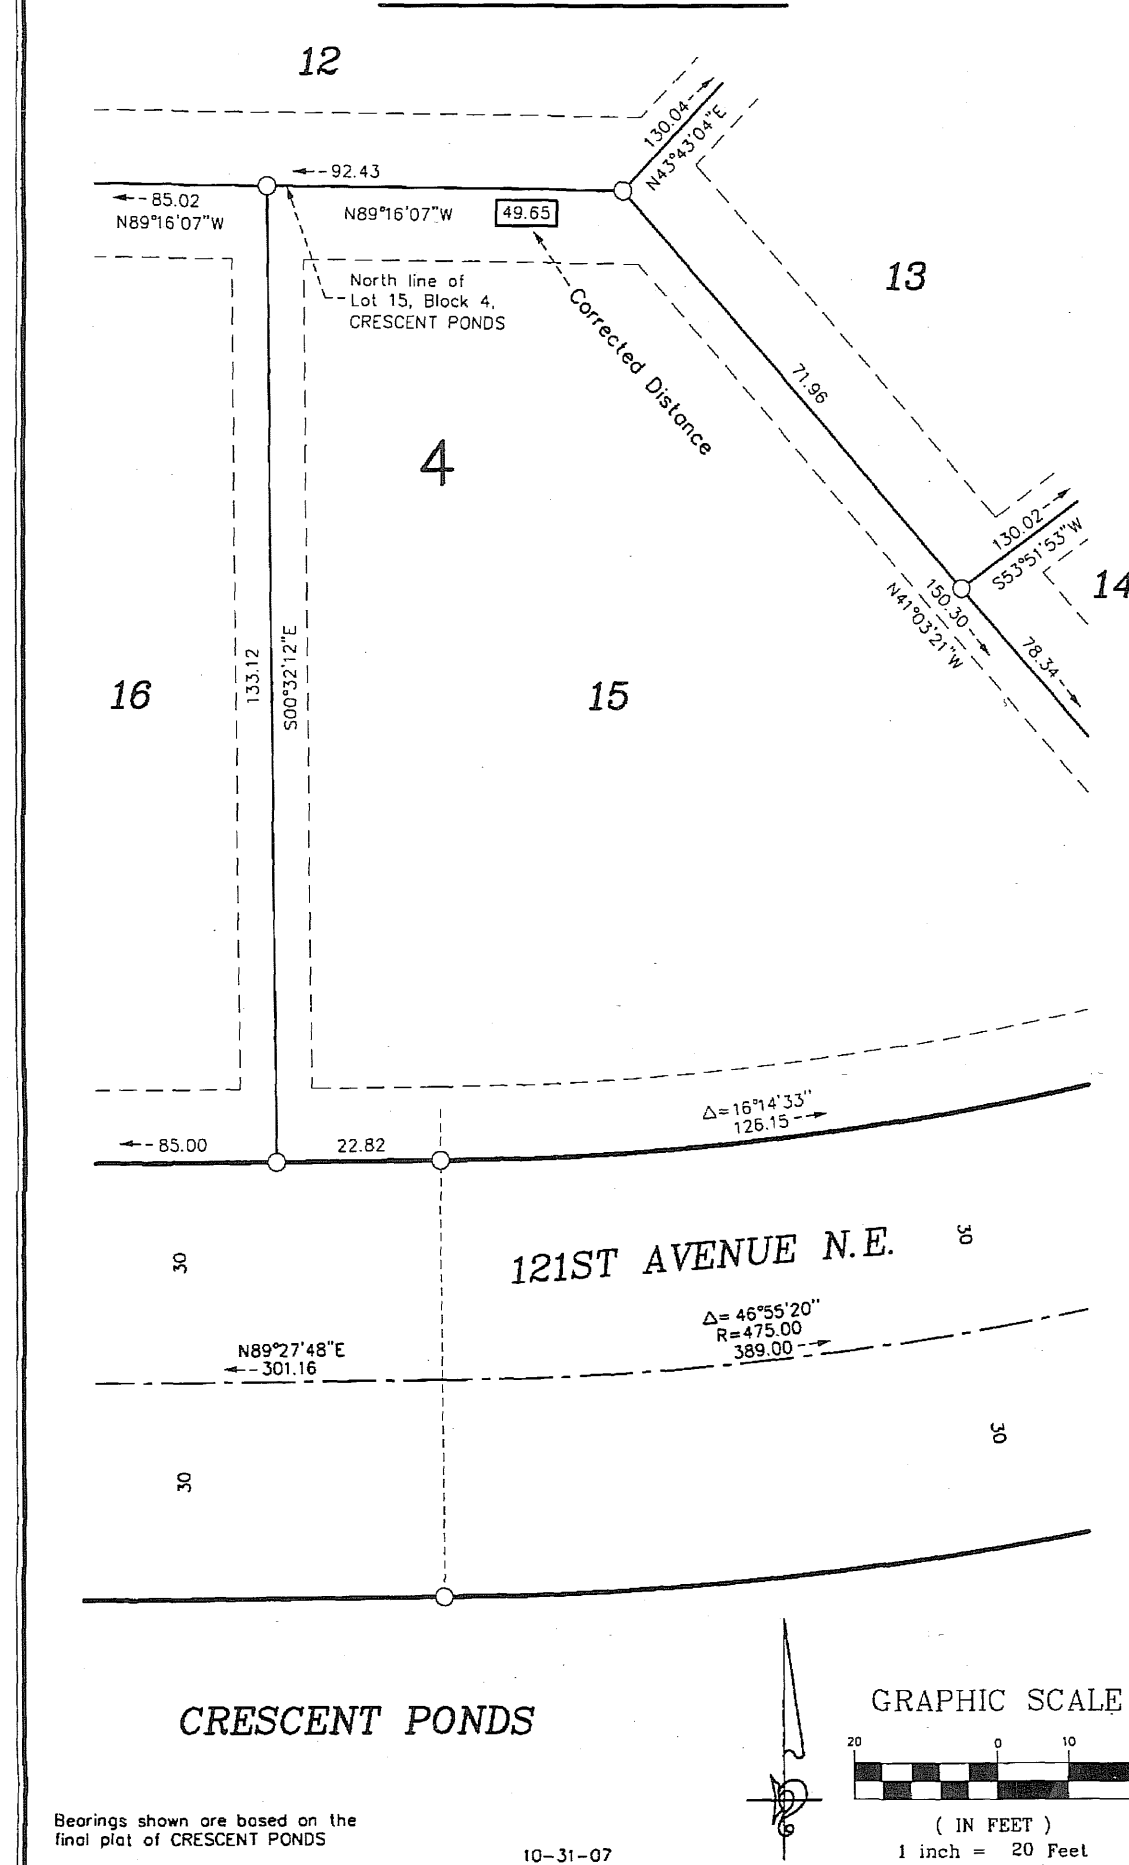 12
130.04
N43°43'04"E
92.43
85.02
N89°16'07"W
N89°16'07"W
49.65
13
North line of
Lot 15, Block 4,
CRESCENT PONDS
Corrected Distance
71.96
4
130.02
S53°51'53"W
14
150.30
N41°03'21"W
78.34
133.12
S00°32'12"E
16
15
Δ=16°14'33"
126.15
85.00
22.82
30
121ST AVENUE N.E.
30
Δ= 46°55'20"
R=475.00
389.00
N89°27'48"E
301.16
30
30
CRESCENT PONDS
GRAPHIC SCALE
20 0 10
( IN FEET )
1 inch = 20 Feet
Bearings shown are based on the
final plat of CRESCENT PONDS
10-31-07